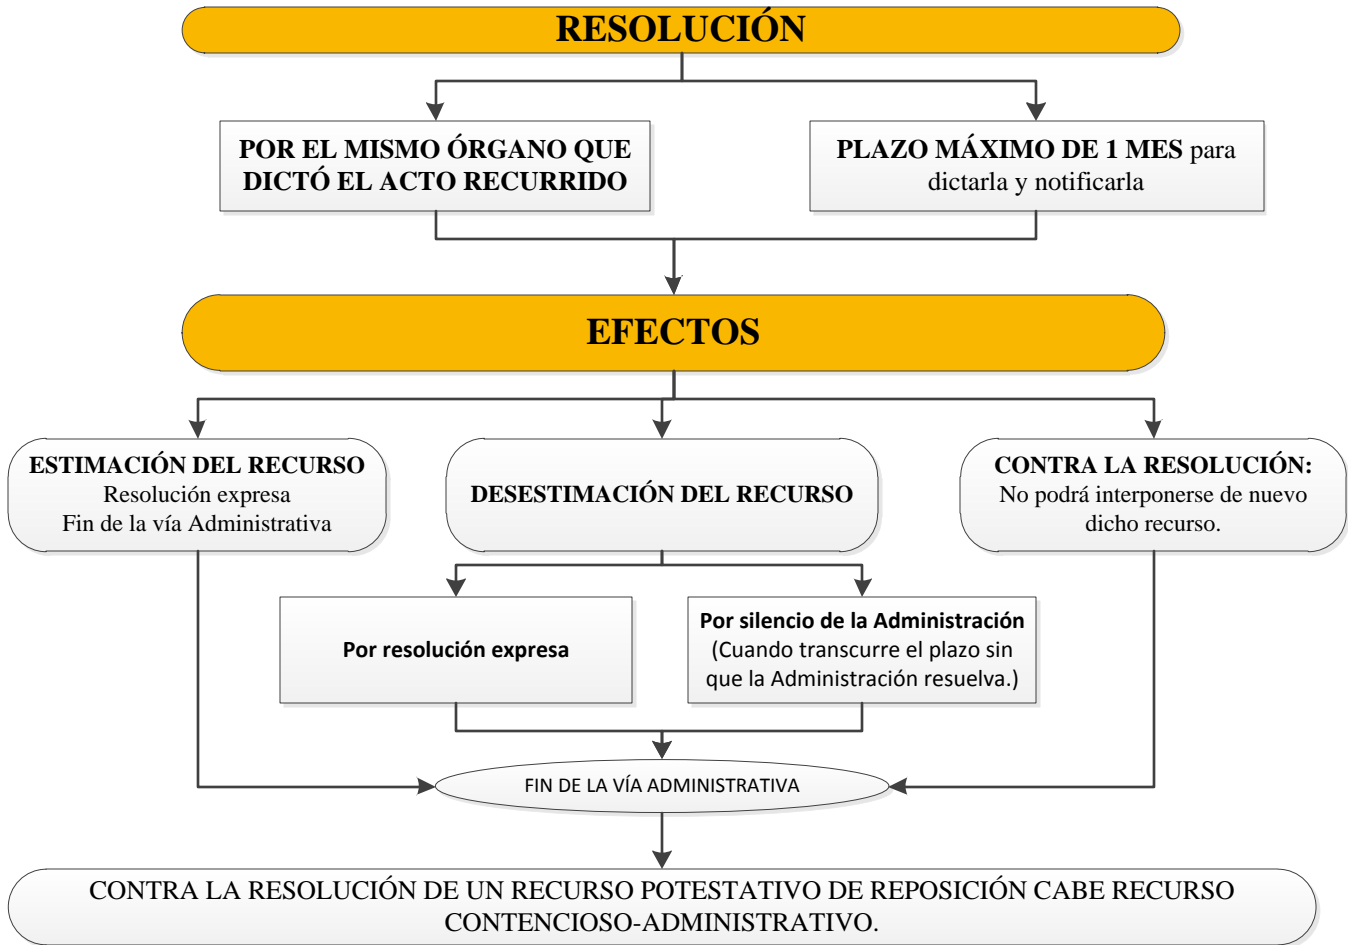 RESOLUCIÓN
POR EL MISMO ÓRGANO QUE
DICTÓ EL ACTO RECURRIDO
PLAZO MÁXIMO DE 1 MES para
dictarla y notificarla
EFECTOS
ESTIMACIÓN DEL RECURSO
Resolución expresa
Fin de la vía Administrativa
DESESTIMACIÓN DEL RECURSO
CONTRA LA RESOLUCIÓN:
No podrá interponerse de nuevo
dicho recurso.
Por resolución expresa
Por silencio de la Administración
(Cuando transcurre el plazo sin
que la Administración resuelva.)
FIN DE LA VÍA ADMINISTRATIVA
CONTRA LA RESOLUCIÓN DE UN RECURSO POTESTATIVO DE REPOSICIÓN CABE RECURSO
CONTENCIOSO-ADMINISTRATIVO.